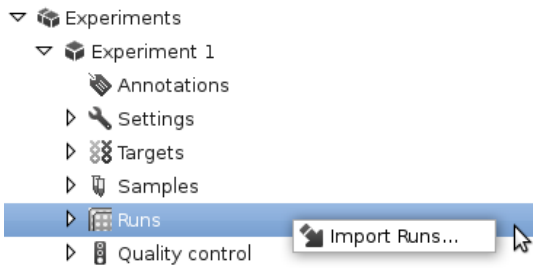 Experiments
Experiment 1
Annotations
Settings
Targets
Samples
Runs
Import Runs...
Quality control